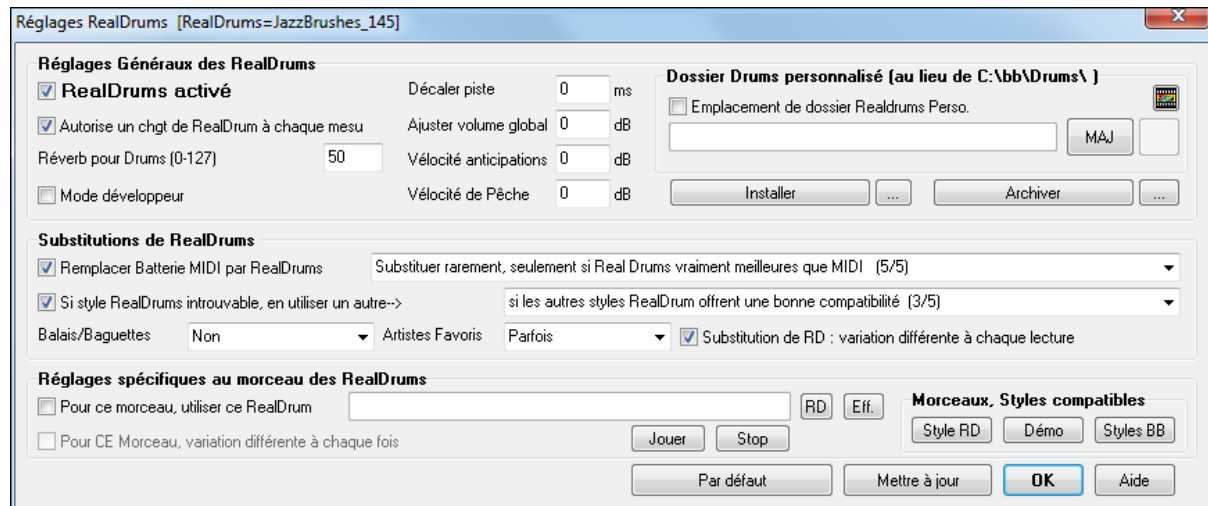 Réglages RealDrums [RealDrums=JazzBrushes_145]
Réglages Généraux des RealDrums
RealDrums activé
Autorise un chgt de RealDrum à chaque mesu
Réverb pour Drums (0-127) 50
Mode développeur
Décaler piste 0 ms
Ajuster volume global 0 dB
Vélocité anticipations 0 dB
Vélocité de Pêche 0 dB
Dossier Drums personnalisé (au lieu de C:\bb\Drums\ )
Emplacement de dossier Realdrums Perso.
MAJ
Installer ... Archiver ...
Substitutions de RealDrums
Remplacer Batterie MIDI par RealDrums Substituer rarement, seulement si Real Drums vraiment meilleures que MIDI (5/5)
Si style RealDrums introuvable, en utiliser un autre--> si les autres styles RealDrum offrent une bonne compatibilité (3/5)
Balais/Baguettes Non Artistes Favoris Parfois Substitution de RD : variation différente à chaque lecture
Réglages spécifiques au morceau des RealDrums
Pour ce morceau, utiliser ce RealDrum RD Eff.
Pour CE Morceau, variation différente à chaque fois Jouer Stop
Morceaux, Styles compatibles
Style RD Démo Styles BB
Par défaut Mettre à jour OK Aide